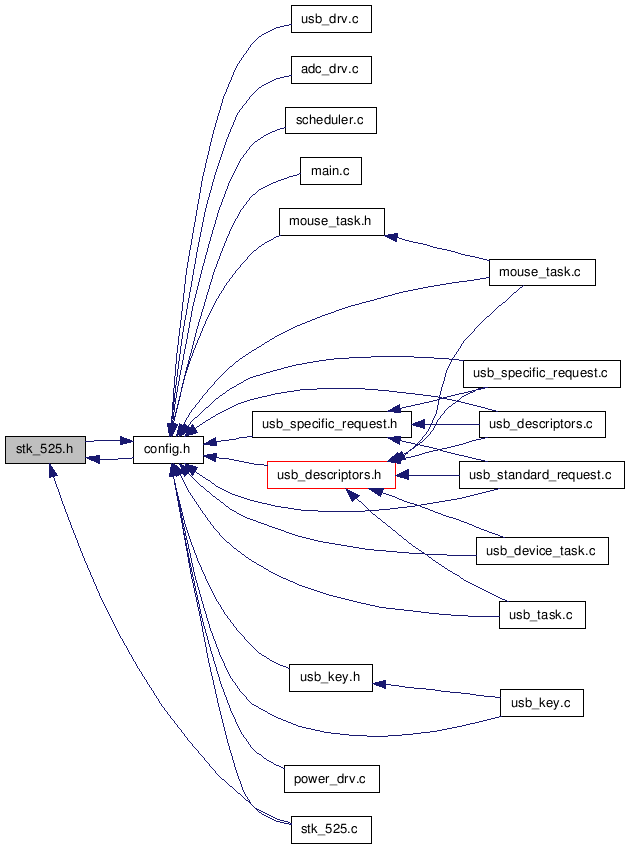 usb_drv.c
adc_drv.c
scheduler.c
main.c
mouse_task.h
mouse_task.c
usb_specific_request.c
usb_specific_request.h
usb_descriptors.c
stk_525.h
config.h
usb_descriptors.h
usb_standard_request.c
usb_device_task.c
usb_task.c
usb_key.h
usb_key.c
power_drv.c
stk_525.c